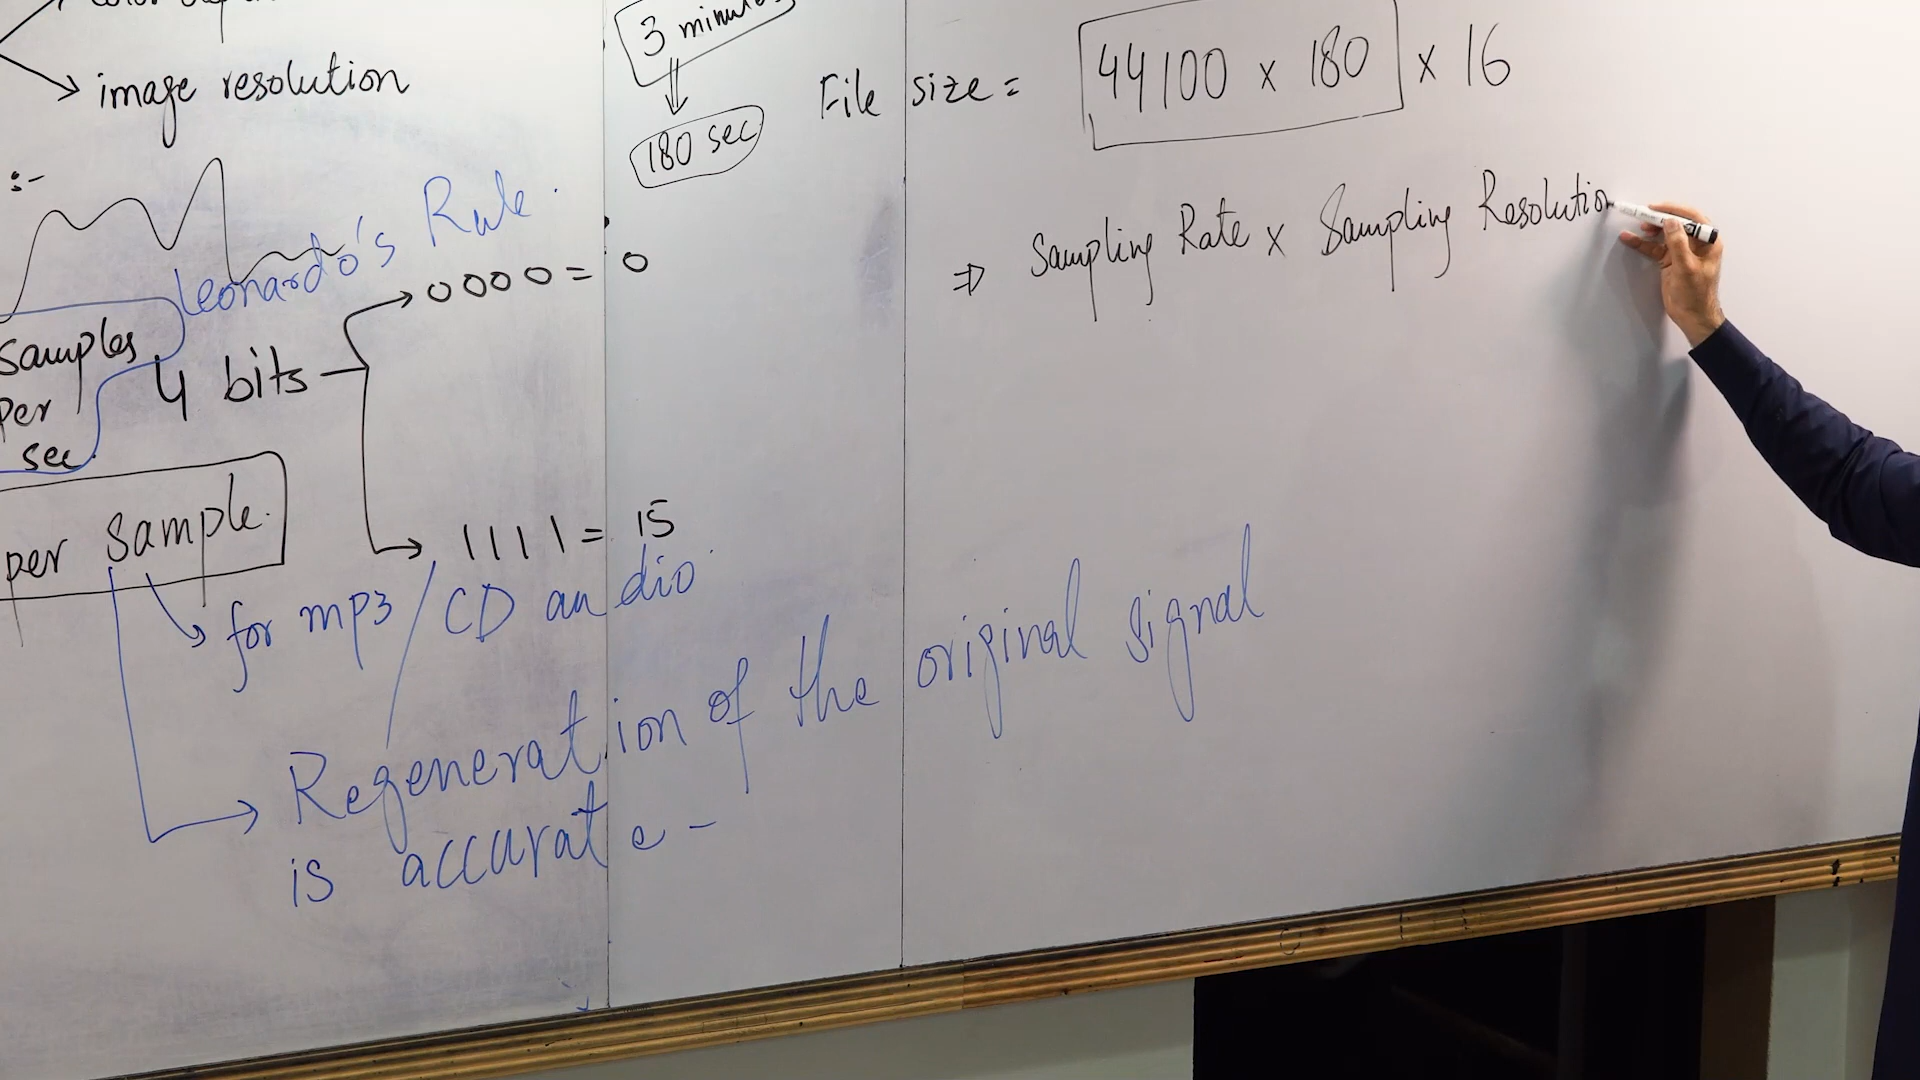 image resolution
:-
Leonardo's Rule.
Samples
Per
sec.
4 bits
0000 = 0
1111 = 15
per Sample.
for mp3/CD audio.
Regeneration of the original signal
is accurate -
3 minutes
180 sec
File size = 44100 x 180 x 16
⇒ Sampling Rate x Sampling Resolution